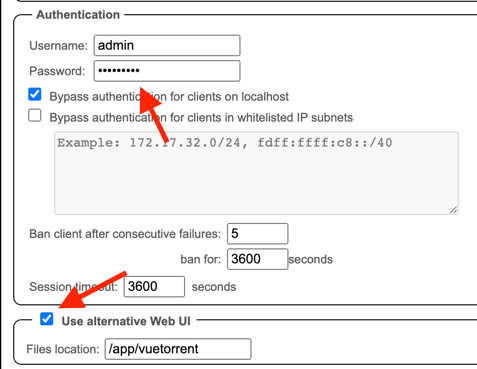 Authentication
Username: admin
Password: •••••••••
Bypass authentication for clients on localhost
Bypass authentication for clients in whitelisted IP subnets
Example: 172.17.32.0/24, fdff:ffff:c8::/40
Ban client after consecutive failures: 5
ban for: 3600 seconds
Session timeout: 3600 seconds
Use alternative Web UI
Files location: /app/vuetorrent